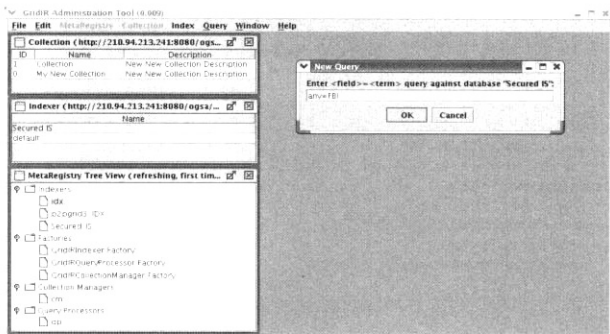 GridIR Administration Tool (0.009)
File Edit MetaRegistry Collection Index Query Window Help
Collection (http://210.94.213.241:8080/ogs...
ID Name Description
1 Collection New New Collection Description
0 My New Collection New New Collection Description
Indexer (http://210.94.213.241:8080/ogsa/...
Name
Secured IS
default
MetaRegistry Tree View (refreshing, first tim...
Indexers
idx
Secured IS
Factories
GridIRIndexer Factory
GridIRQueryProcessor Factory
GridIRCollectionManager Factory
Collection Managers
cm
Query Processors
qp
New Query
Enter <field>=<term> query against database "Secured IS":
any=FBI
OK Cancel